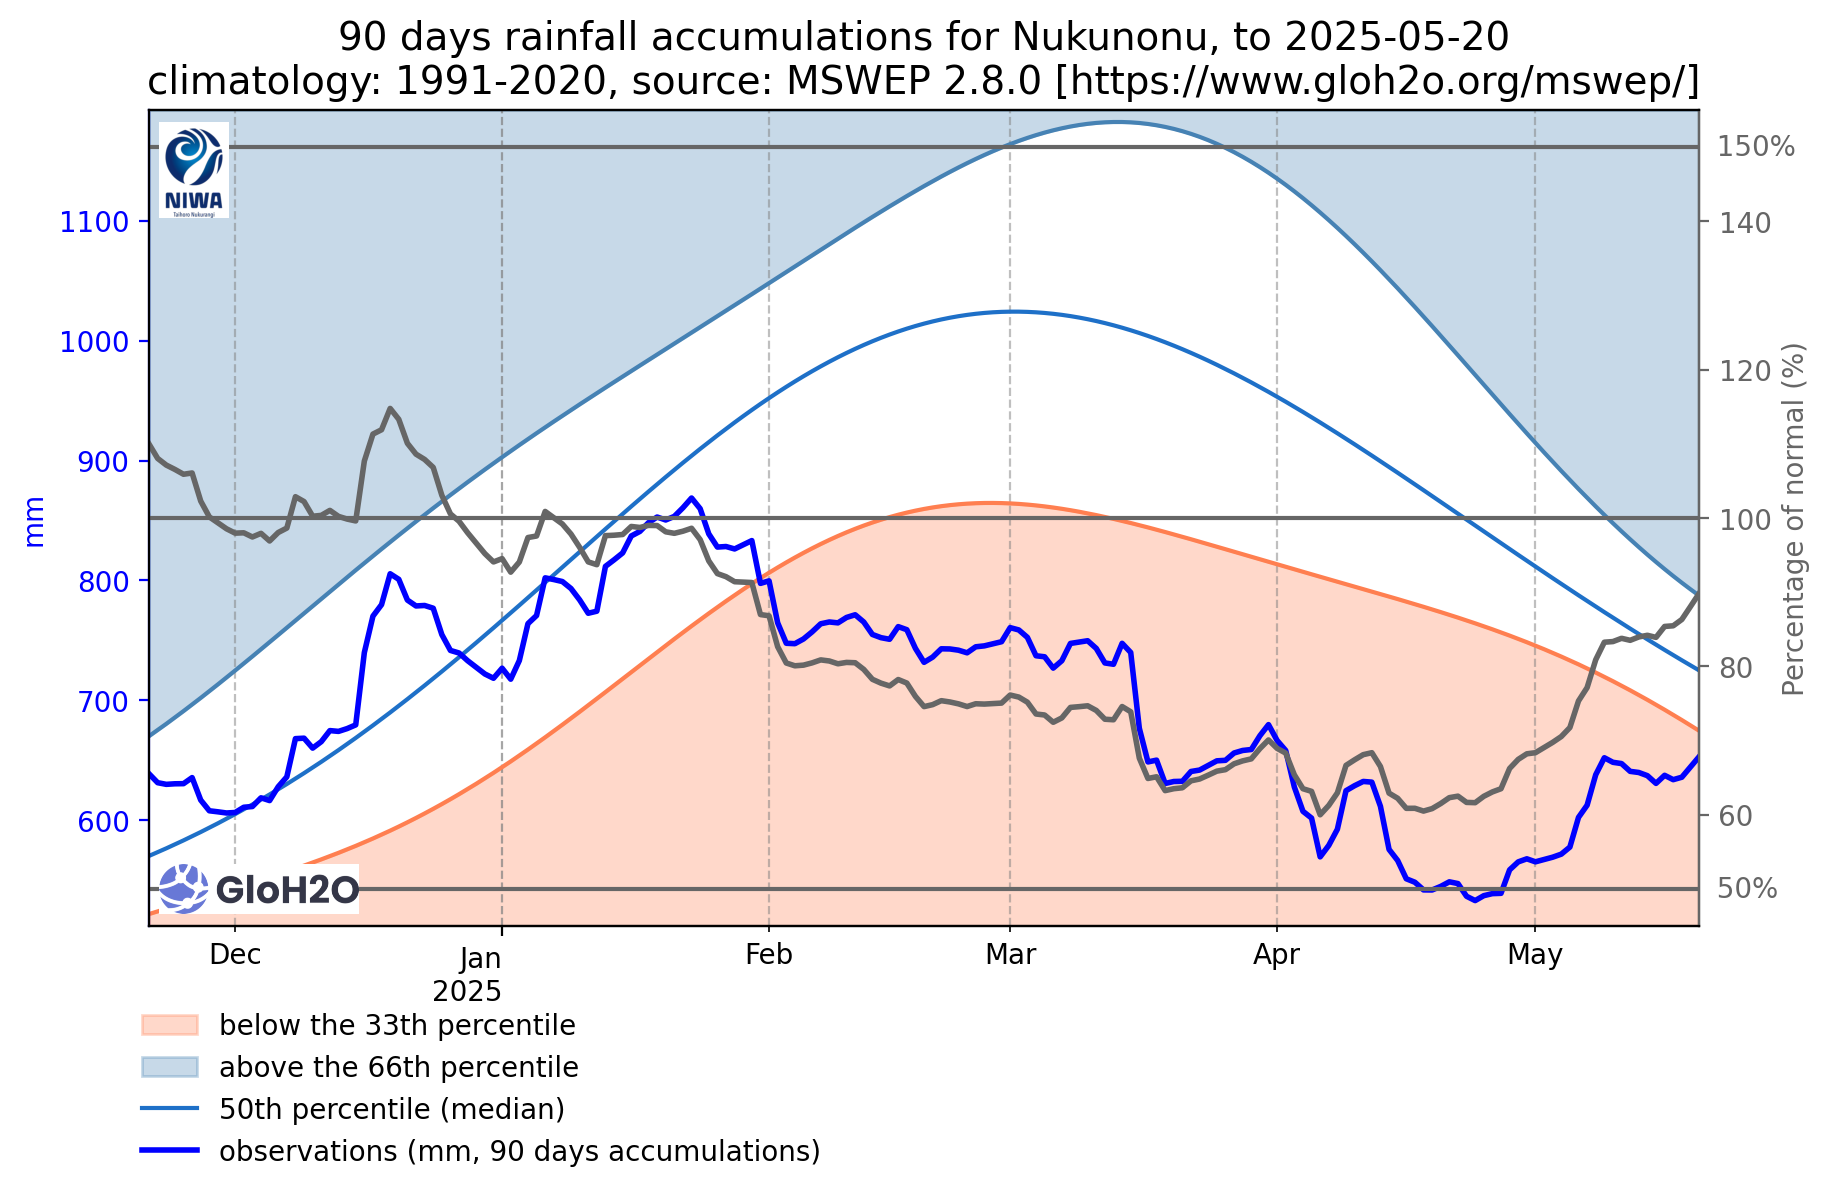 90 days rainfall accumulations for Nukunonu, to 2025-05-20
climatology: 1991-2020, source: MSWEP 2.8.0 [https://www.gloh2o.org/mswep/]
NIWA
Taihoro Nukurangi
150%
1100
140
1000
120
900
mm
100
Percentage of normal (%)
800
80
700
600
60
GloH2O
50%
Dec
Jan
2025
Feb
Mar
Apr
May
below the 33th percentile
above the 66th percentile
50th percentile (median)
observations (mm, 90 days accumulations)